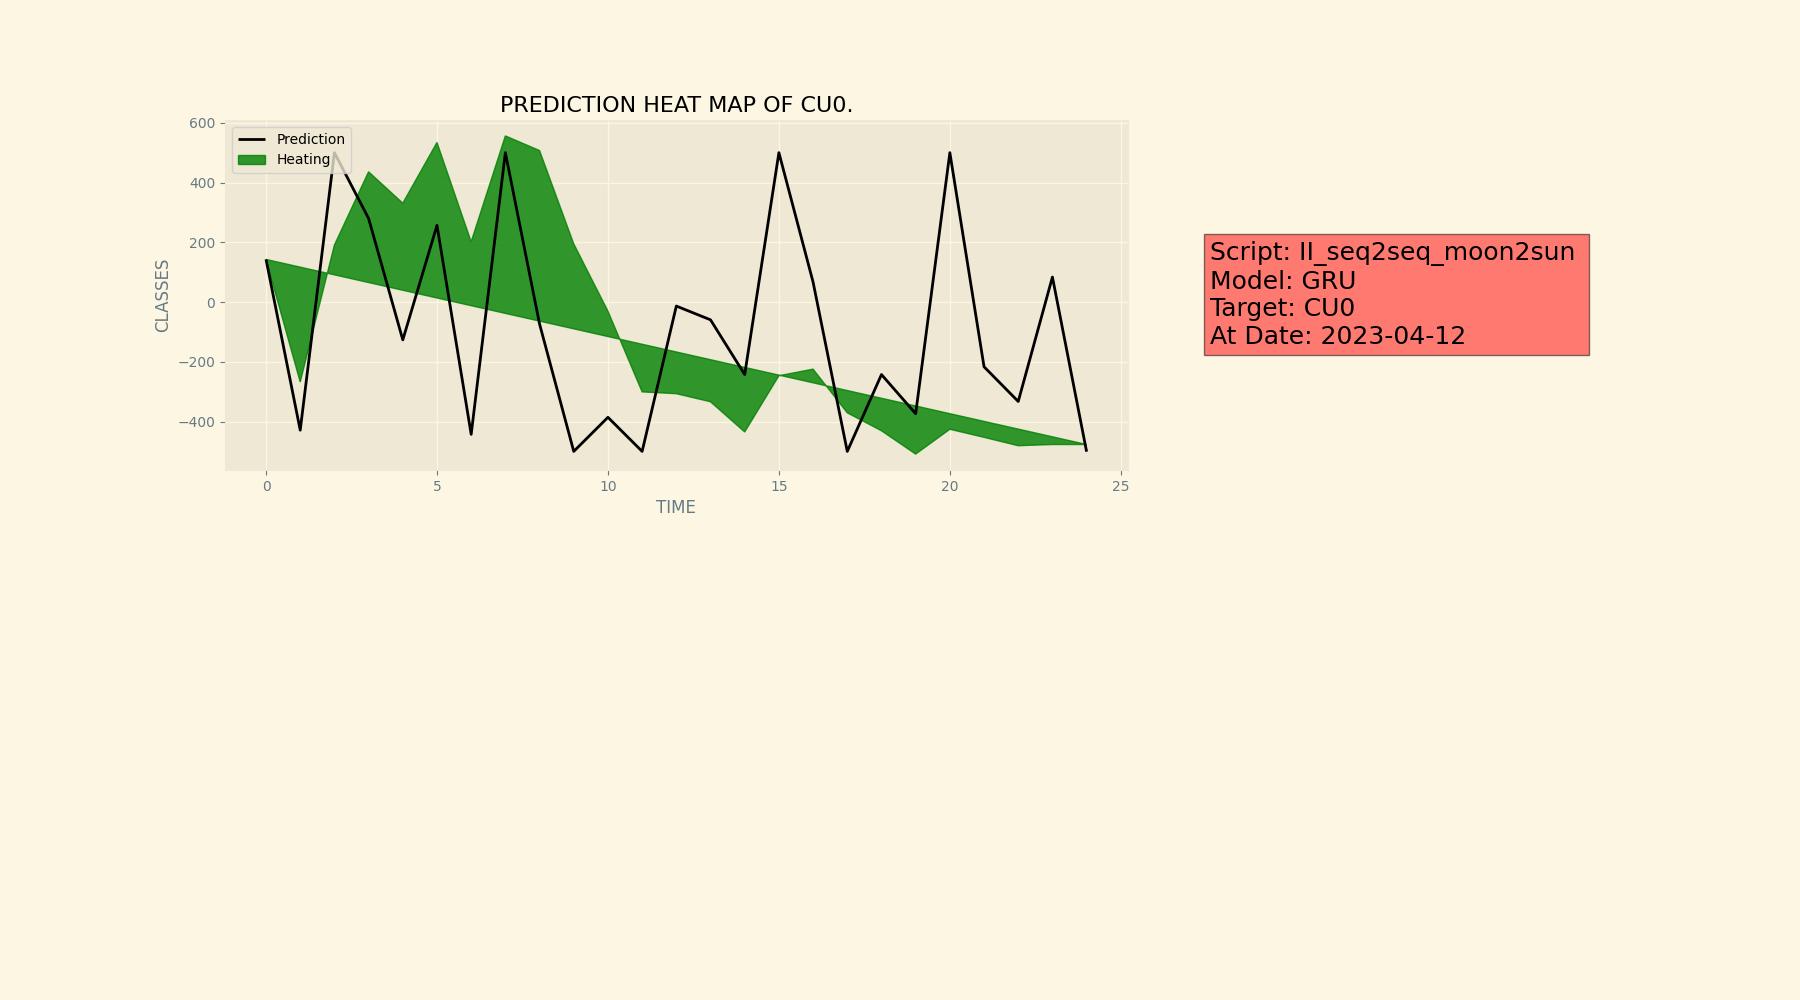 PREDICTION HEAT MAP OF CU0.
Prediction
Heating
600
400
200
0
−200
−400
CLASSES
0 5 10 15 20 25
TIME
Script: II_seq2seq_moon2sun
Model: GRU
Target: CU0
At Date: 2023-04-12